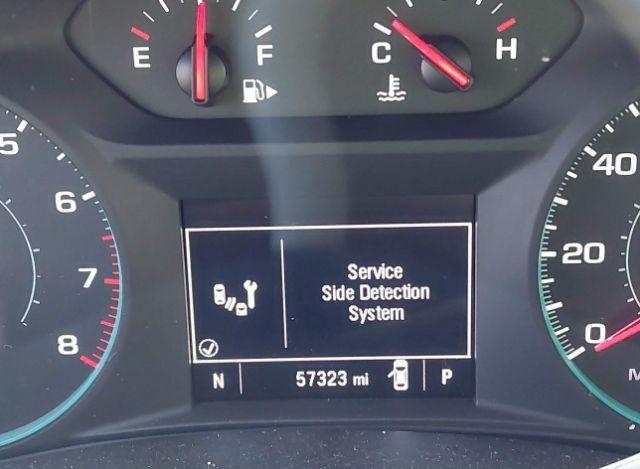 E F
C H
5
6
7
8
Service
Side Detection
System
N 57323 mi P
40
20
0
M